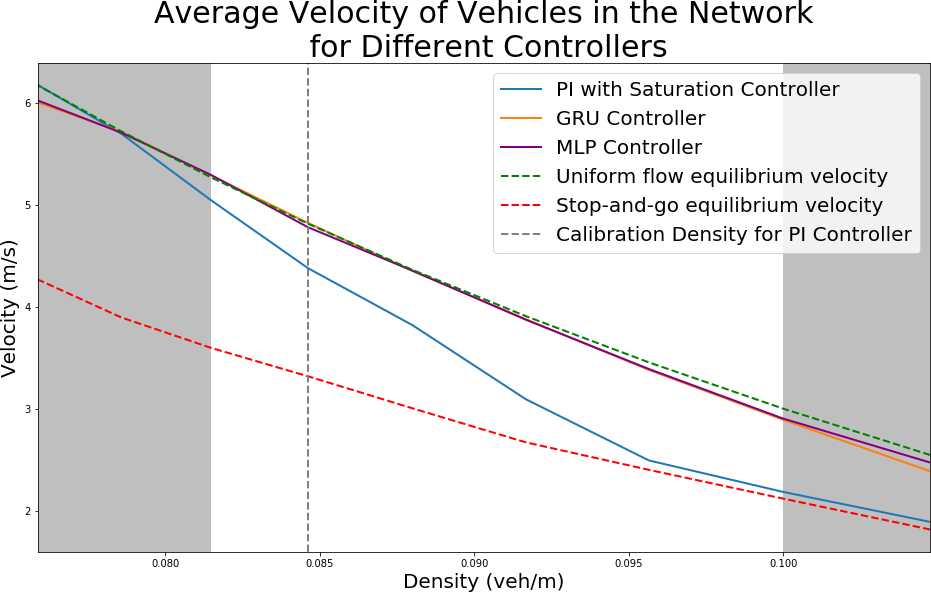 Average Velocity of Vehicles in the Network
for Different Controllers
PI with Saturation Controller
GRU Controller
MLP Controller
Uniform flow equilibrium velocity
Stop-and-go equilibrium velocity
Calibration Density for PI Controller
Velocity (m/s)
6
5
4
3
2
0.080 0.085 0.090 0.095 0.100
Density (veh/m)